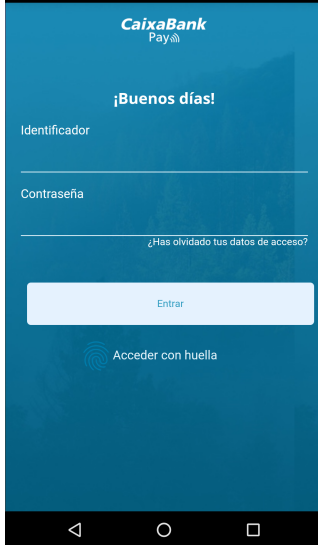 CaixaBank
Pay
¡Buenos días!
Identificador
Contraseña
¿Has olvidado tus datos de acceso?
Entrar
Acceder con huella